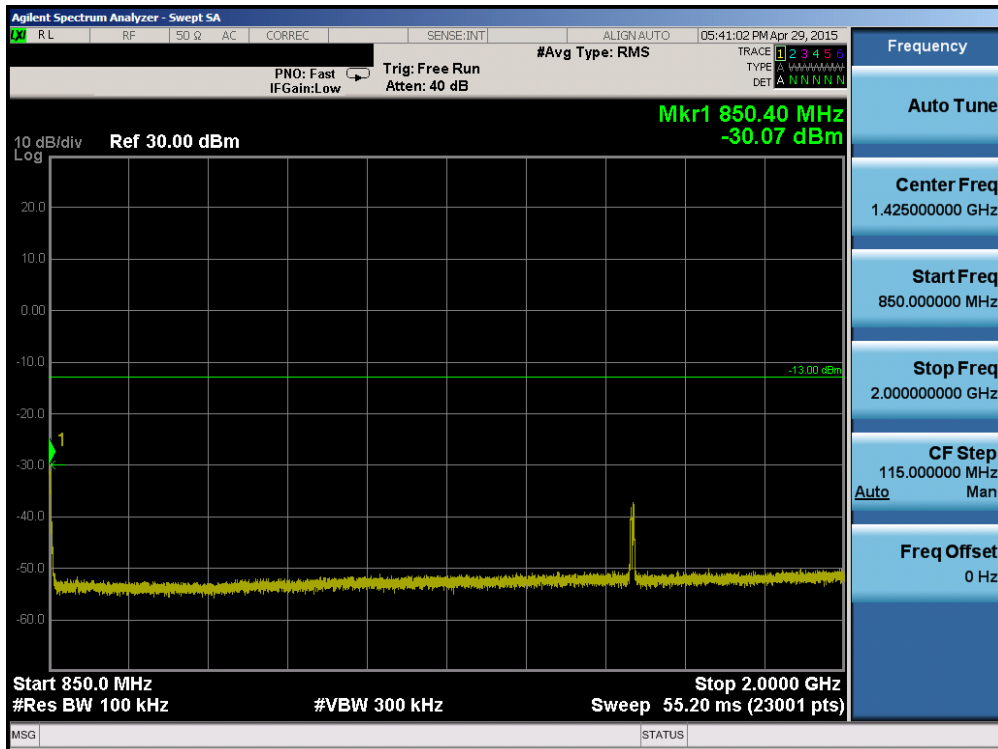 Agilent Spectrum Analyzer - Swept SA
LXI RL RF 50 Ω AC CORREC SENSE:INT ALIGNAUTO 05:41:02 PM Apr 29, 2015
#Avg Type: RMS TRACE 1 2 3 4 5 6
PNO: Fast Trig: Free Run TYPE A WWWWW
IFGain:Low Atten: 40 dB DET A N N N N N
Mkr1 850.40 MHz
-30.07 dBm
10 dB/div Ref 30.00 dBm
Log
20.0
10.0
0.00
-10.0
-13.00 dBm
-20.0
1
-30.0
-40.0
-50.0
-60.0
Start 850.0 MHz Stop 2.0000 GHz
#Res BW 100 kHz #VBW 300 kHz Sweep 55.20 ms (23001 pts)
MSG STATUS
Frequency
Auto Tune
Center Freq
1.425000000 GHz
Start Freq
850.000000 MHz
Stop Freq
2.000000000 GHz
CF Step
115.000000 MHz
Auto Man
Freq Offset
0 Hz